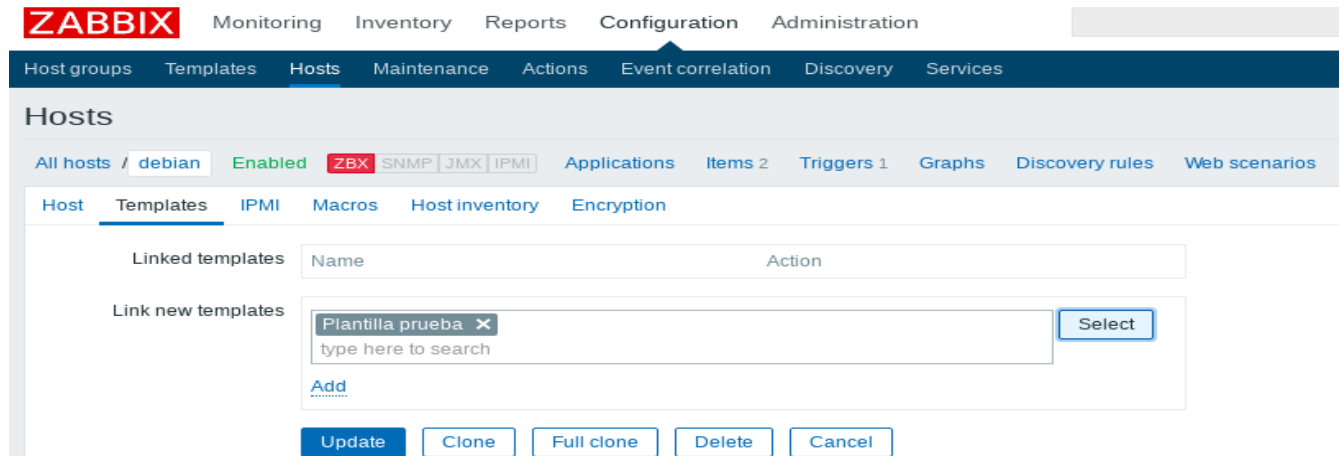 ZABBIX Monitoring Inventory Reports Configuration Administration
Host groups Templates Hosts Maintenance Actions Event correlation Discovery Services
Hosts
All hosts / debian Enabled ZBX SNMP JMX IPMI Applications Items 2 Triggers 1 Graphs Discovery rules Web scenarios
Host Templates IPMI Macros Host inventory Encryption
Linked templates Name Action
Link new templates Plantilla prueba ✕ Select
type here to search
Add
Update Clone Full clone Delete Cancel